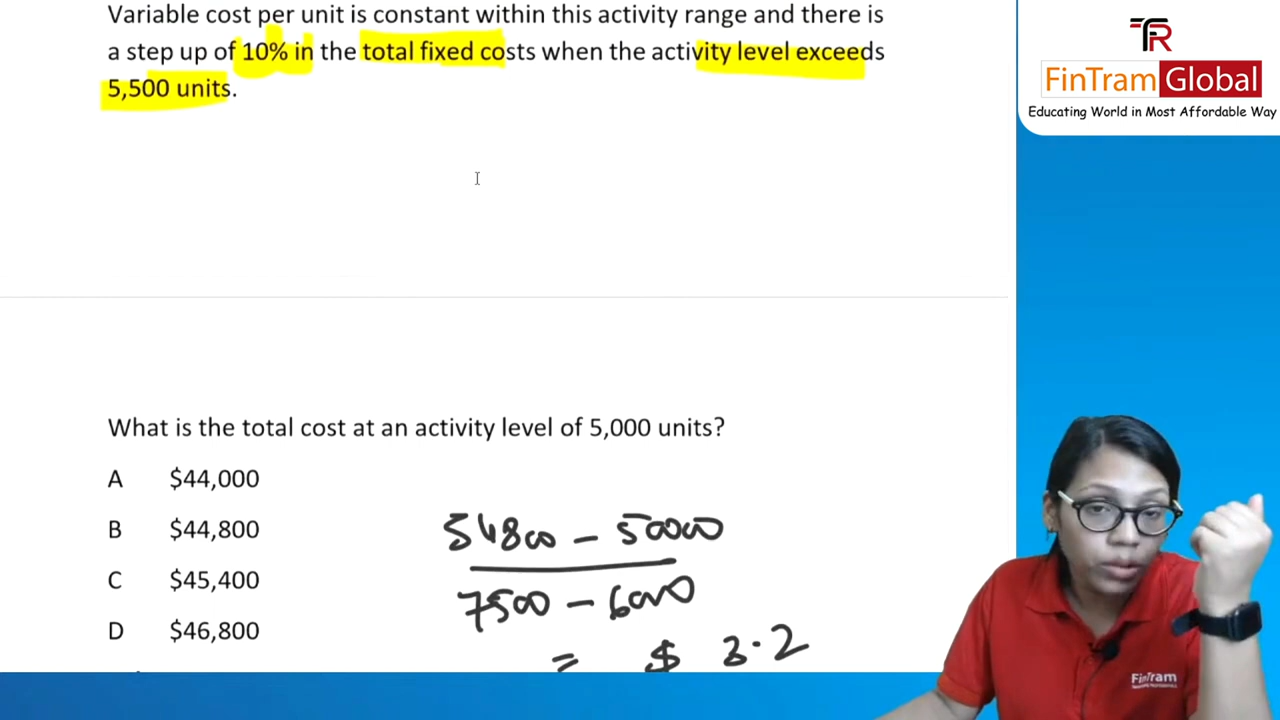 Variable cost per unit is constant within this activity range and there is
a step up of 10% in the total fixed costs when the activity level exceeds
5,500 units.
TFR
FinTram Global
Educating World in Most Affordable Way
What is the total cost at an activity level of 5,000 units?
A $44,000
B $44,800
C $45,400
D $46,800
54800 - 50000
7500 - 6000
= $ 3.2
FinTram